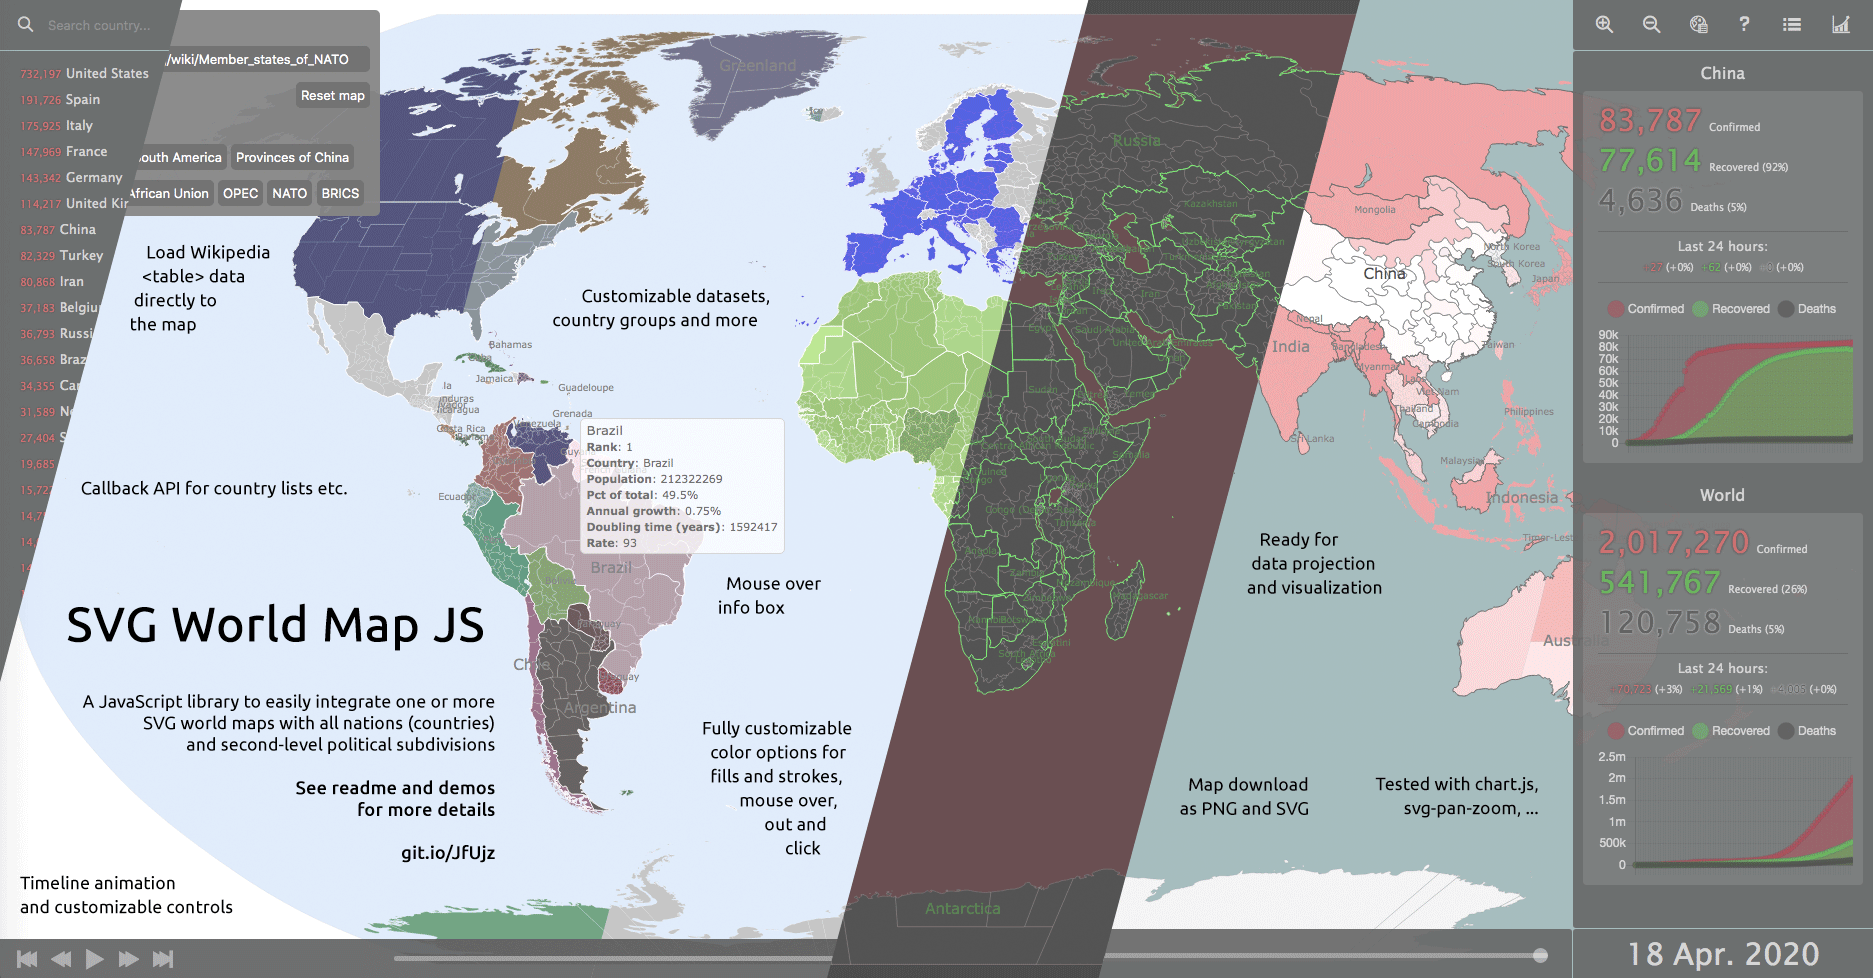 Search country...
732,197 United States
191,726 Spain
175,925 Italy
147,969 France
143,342 Germany
114,217 United Kin
83,787 China
82,329 Turkey
80,868 Iran
37,183 Belgiu
36,793 Russi
36,658 Braz
34,355 Ca
31,589 Ne
27,404 S
19,685
15,727
/wiki/Member_states_of_NATO
Reset map
outh America
Provinces of China
African Union
OPEC
NATO
BRICS
Load Wikipedia
<table> data
directly to
the map
Customizable datasets,
country groups and more
Callback API for country lists etc.
SVG World Map JS
A JavaScript library to easily integrate one or more
SVG world maps with all nations (countries)
and second-level political subdivisions
See readme and demos
for more details
git.io/JfUjz
Timeline animation
and customizable controls
Brazil
Rank: 1
Country: Brazil
Population: 212322269
Pct of total: 49.5%
Annual growth: 0.75%
Doubling time (years): 1592417
Rate: 93
Mouse over
info box
Fully customizable
color options for
fills and strokes,
mouse over,
out and
click
Ready for
data projection
and visualization
Map download
as PNG and SVG
Tested with chart.js,
svg-pan-zoom, ...
Greenland
Bahamas
Jamaica
Guadeloupe
Grenada
Costa Rica
Ecuador
Brazil
Argentina
Russia
Kazakhstan
Iran
Saudi Arabia
Sudan
Somalia
Tanzania
Angola
Madagascar
Antarctica
Mongolia
China
North Korea
South Korea
Japan
Nepal
India
Bangladesh
Myanmar
Taiwan
Viet Nam
Thailand
Cambodia
Philippines
Sri Lanka
Malaysia
Indonesia
Timor-Lest
Australia
?
China
83,787 Confirmed
77,614 Recovered (92%)
4,636 Deaths (5%)
Last 24 hours:
+27 (+0%) +62 (+0%) +0 (+0%)
Confirmed Recovered Deaths
90k
80k
70k
60k
50k
40k
30k
20k
10k
0
World
2,017,270 Confirmed
541,767 Recovered (26%)
120,758 Deaths (5%)
Last 24 hours:
+70,723 (+3%) +21,569 (+1%) +4,005 (+0%)
Confirmed Recovered Deaths
2.5m
2m
1.5m
1m
500k
0
18 Apr. 2020